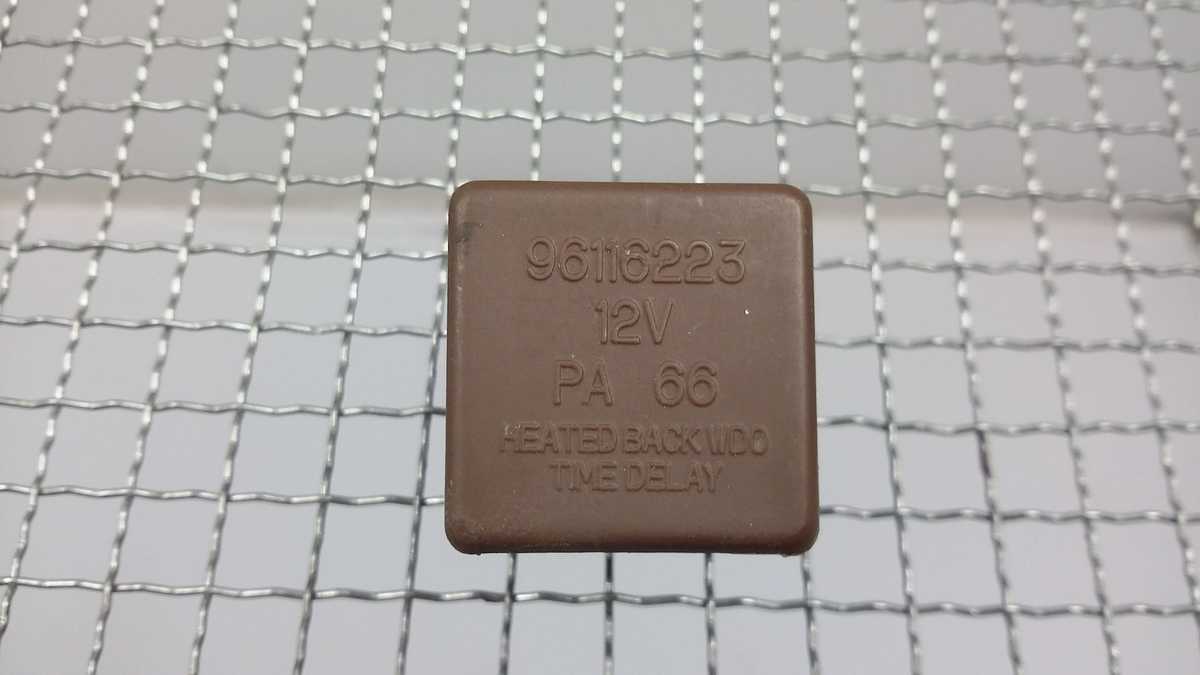 96116223
12V
PA 66
HEATED BACK WDO
TIME DELAY